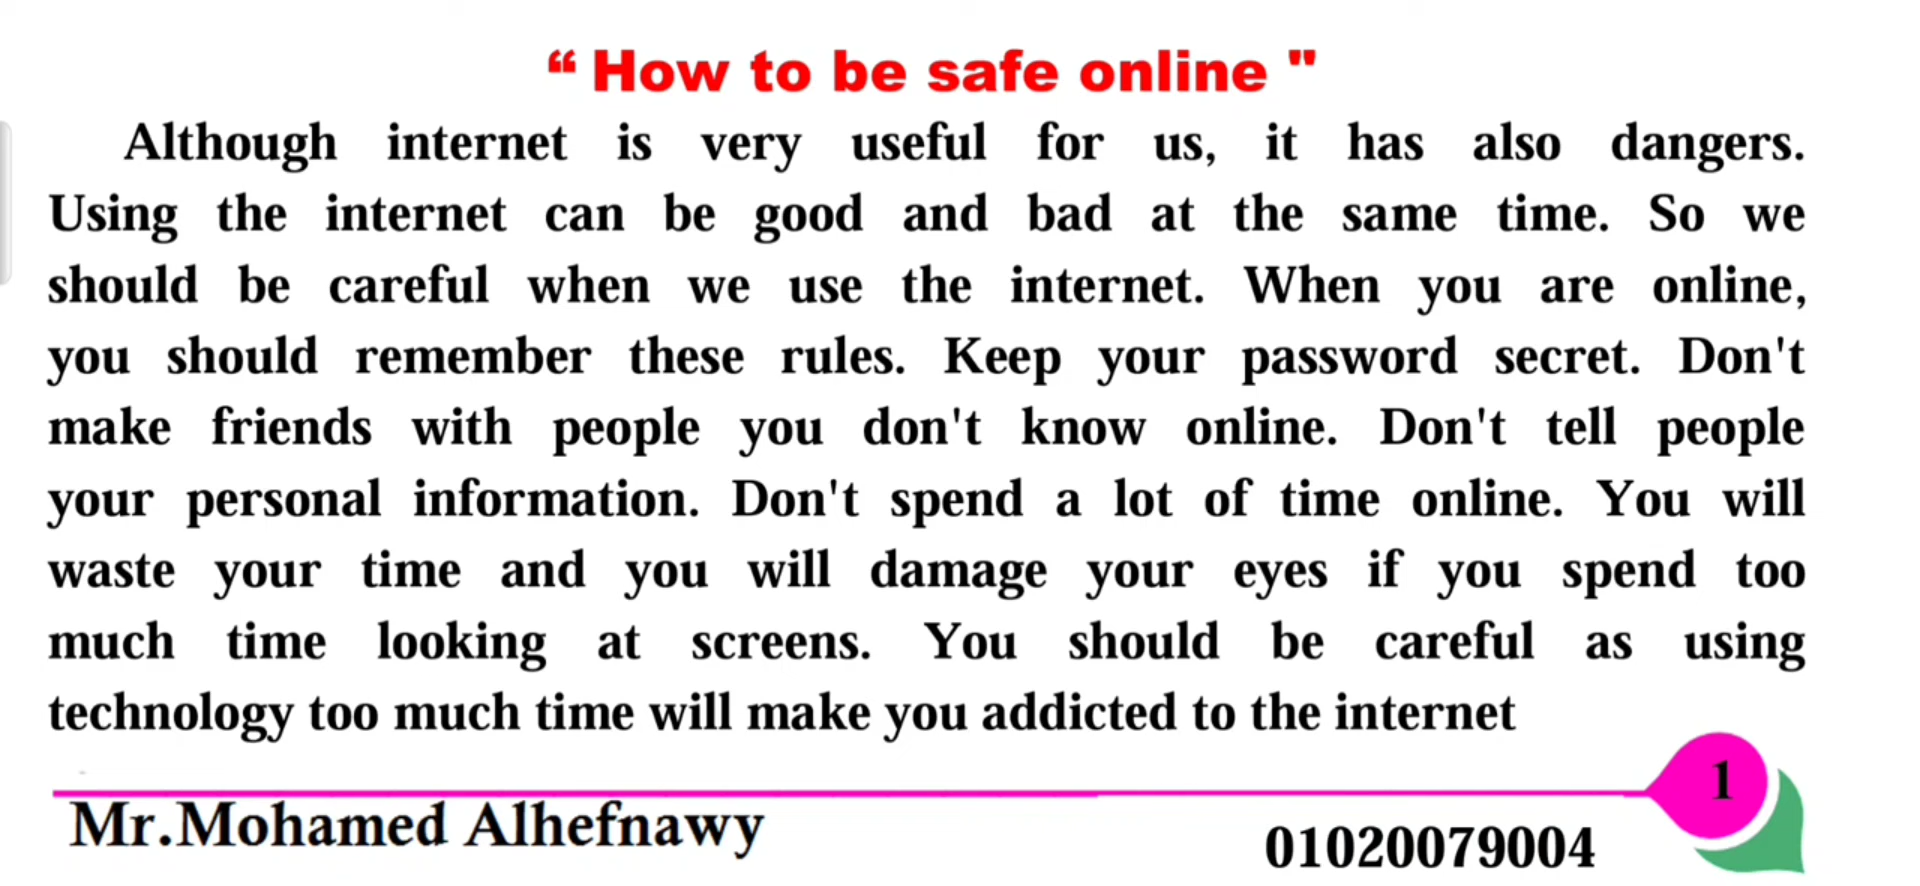 “ How to be safe online "
Although internet is very useful for us, it has also dangers.
Using the internet can be good and bad at the same time. So we
should be careful when we use the internet. When you are online,
you should remember these rules. Keep your password secret. Don't
make friends with people you don't know online. Don't tell people
your personal information. Don't spend a lot of time online. You will
waste your time and you will damage your eyes if you spend too
much time looking at screens. You should be careful as using
technology too much time will make you addicted to the internet
1
Mr.Mohamed Alhefnawy
01020079004